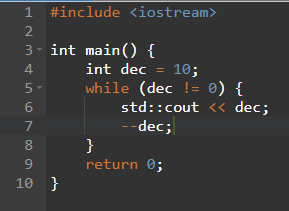 1 #include <iostream>
2
3 int main() {
4     int dec = 10;
5     while (dec != 0) {
6         std::cout << dec;
7         --dec;
8     }
9     return 0;
10 }